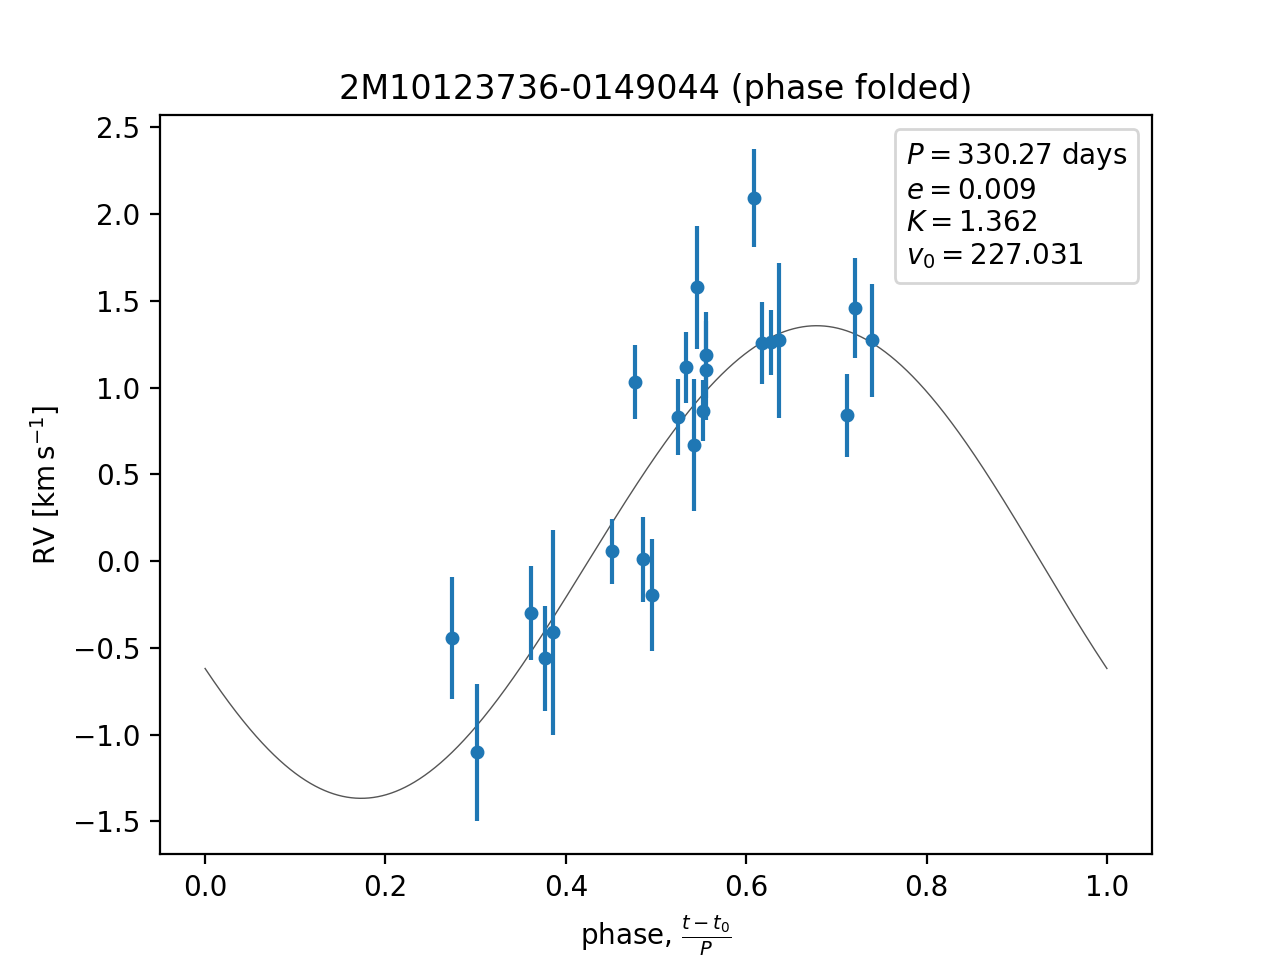 2M10123736-0149044 (phase folded)
P = 330.27 days
e = 0.009
K = 1.362
v₀ = 227.031
2.5
2.0
1.5
1.0
0.5
0.0
−0.5
−1.0
−1.5
RV [km s⁻¹]
0.0 0.2 0.4 0.6 0.8 1.0
phase, (t − t₀)/P